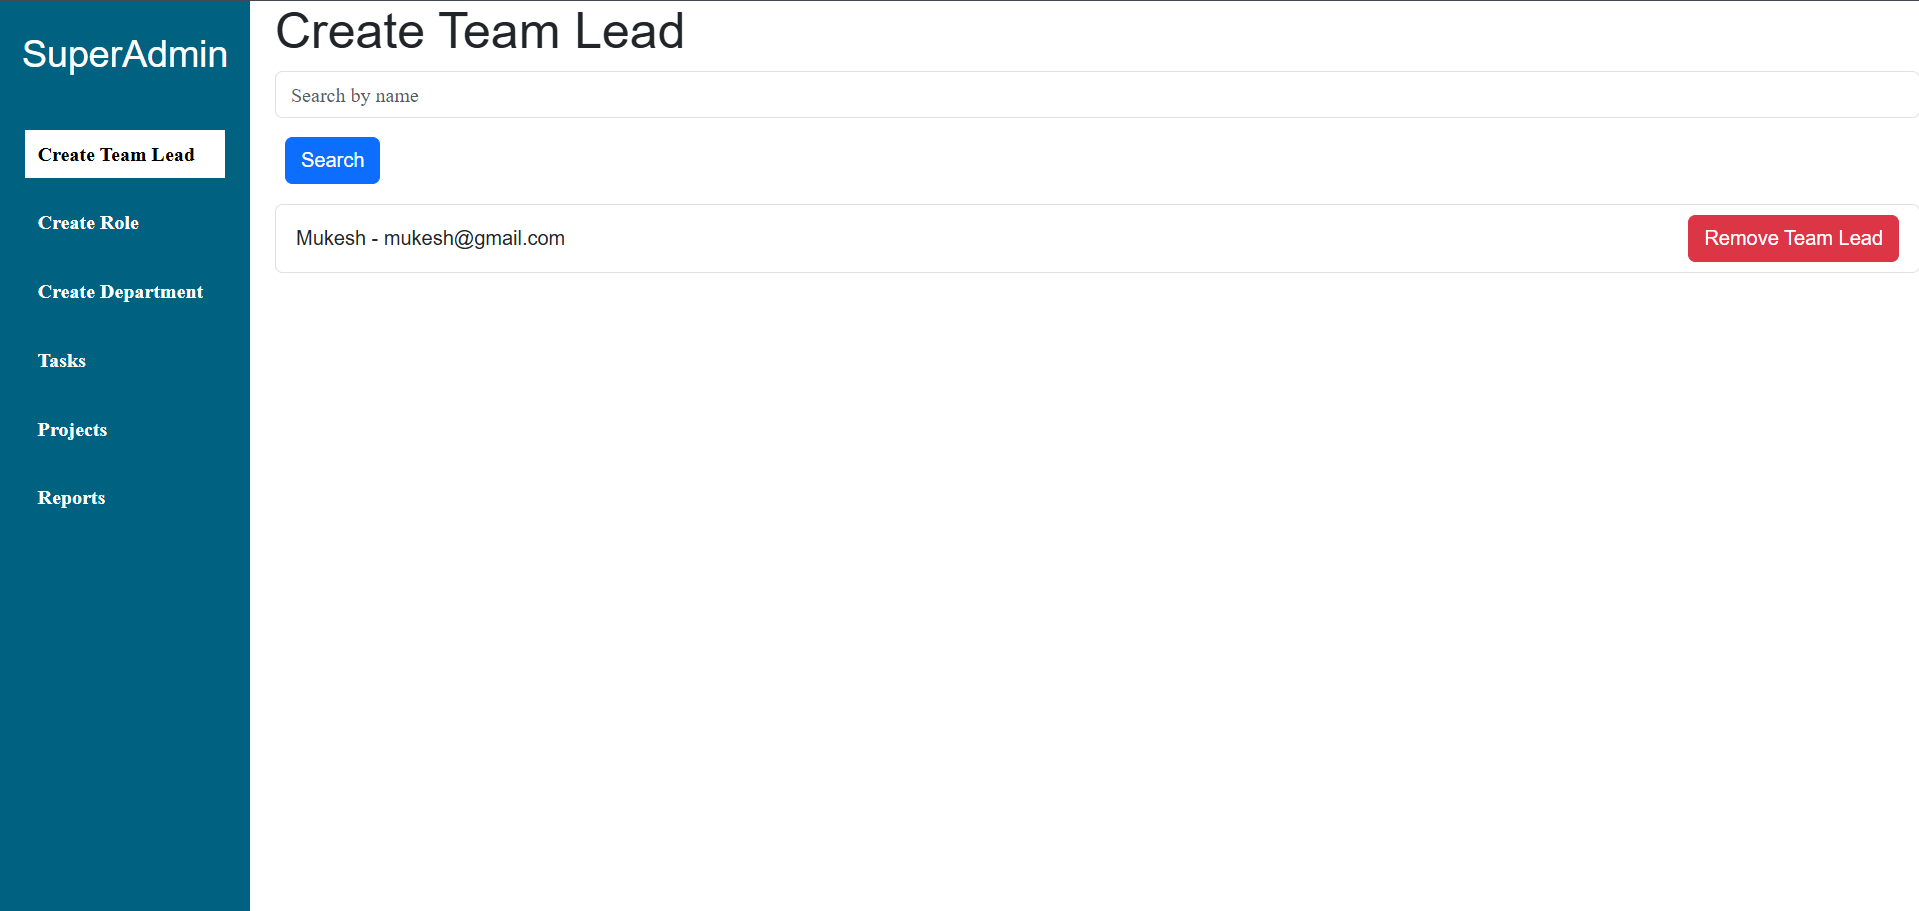 SuperAdmin
Create Team Lead
Create Role
Create Department
Tasks
Projects
Reports
Create Team Lead
Search by name
Search
Mukesh - mukesh@gmail.com
Remove Team Lead